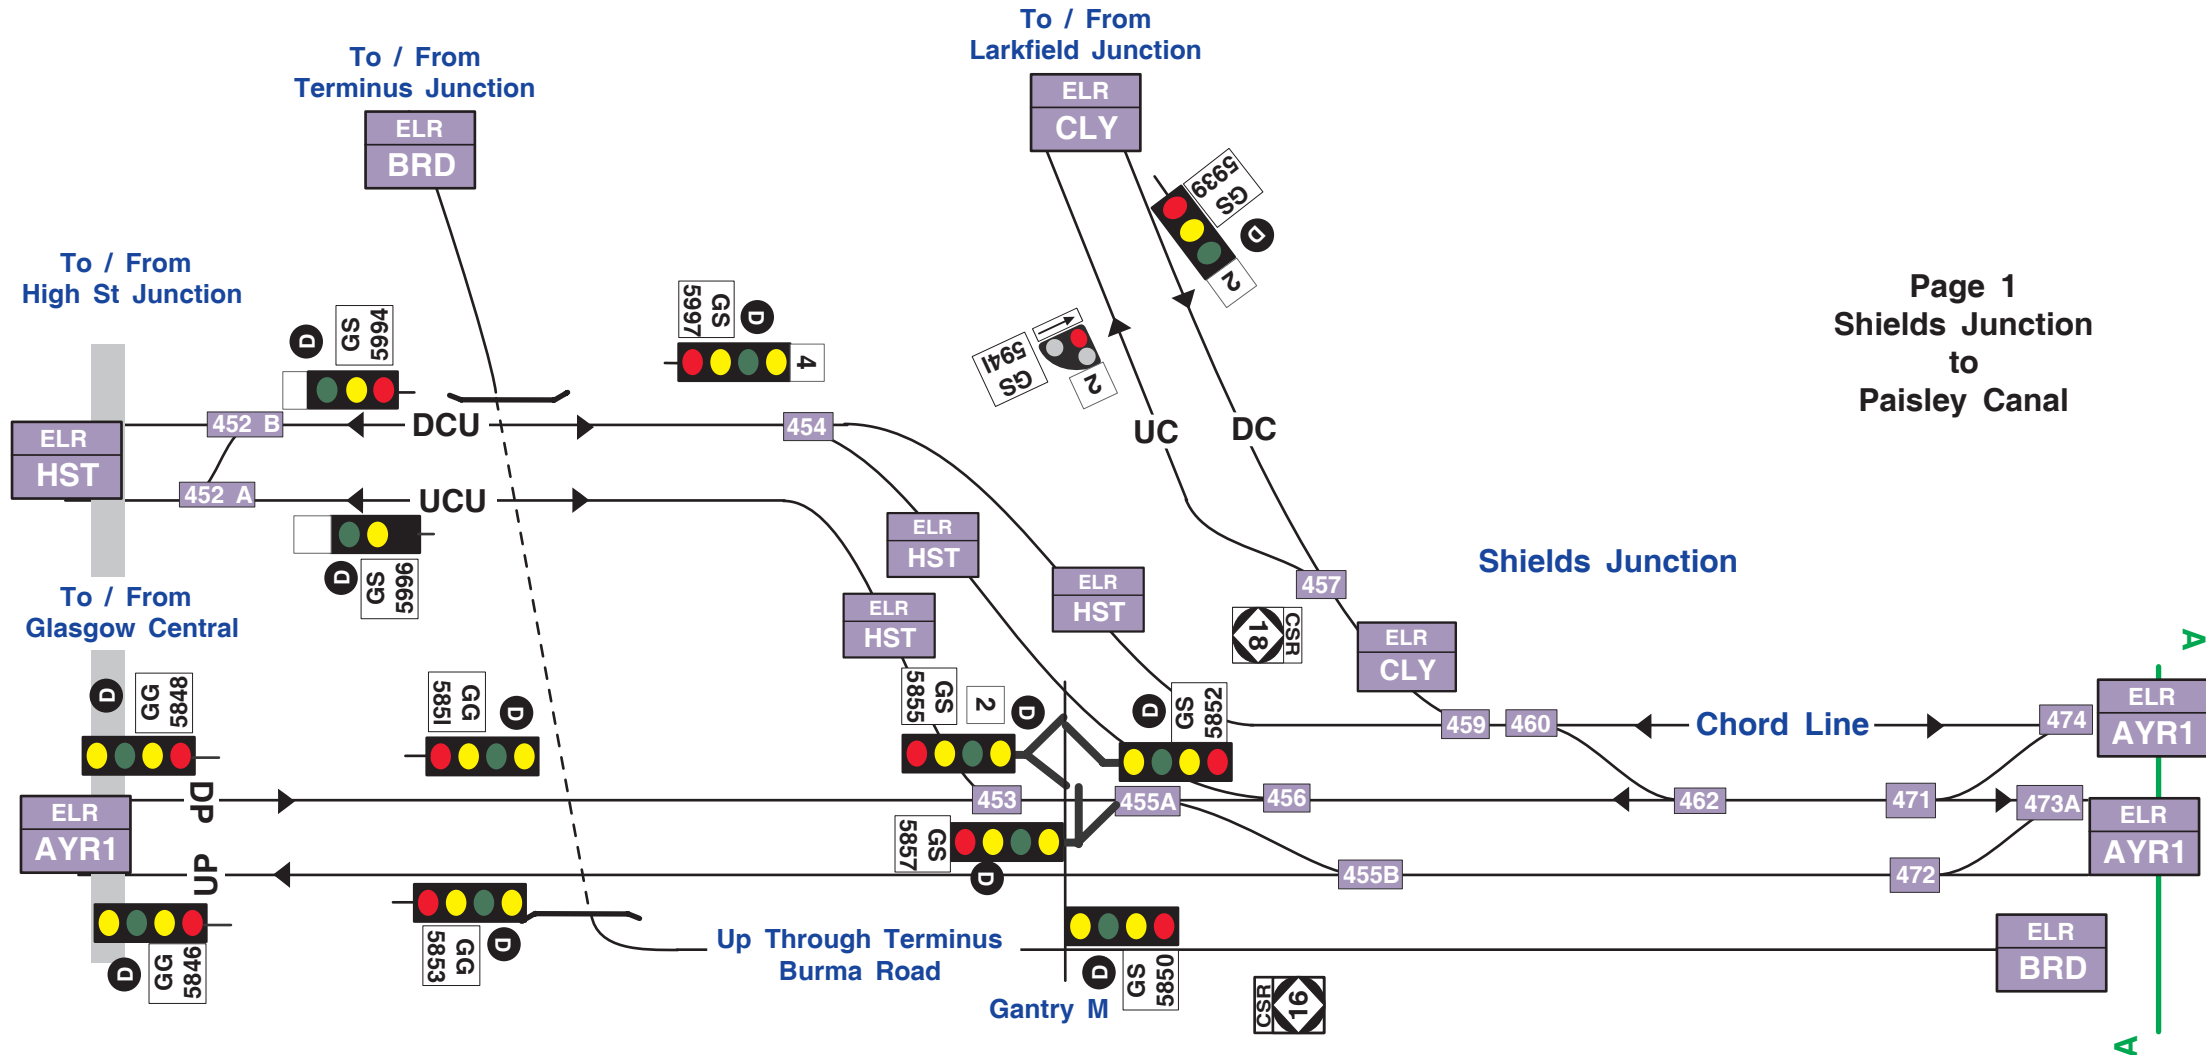 To / From
Larkfield Junction
To / From
Terminus Junction
ELR
CLY
ELR
BRD
GS
5939
D
2
To / From
High St Junction
D
GS
5994
GS
5997
D
4
GS
5941
2
Page 1
Shields Junction
to
Paisley Canal
452 B
DCU
454
UC
DC
ELR
HST
452 A
UCU
D
GS
5996
ELR
HST
ELR
HST
ELR
HST
457
Shields Junction
18
CSR
ELR
CLY
To / From
Glasgow Central
D
GG
5848
GG
5851
D
GS
5855
2
D
D
GS
5852
459
460
Chord Line
474
ELR
AYR1
A
DP
ELR
AYR1
453
455A
456
462
471
473A
ELR
AYR1
GS
5857
D
UP
455B
472
D
GG
5846
GG
5853
D
Up Through Terminus
Burma Road
D
GS
5850
Gantry M
CSR
16
ELR
BRD
A